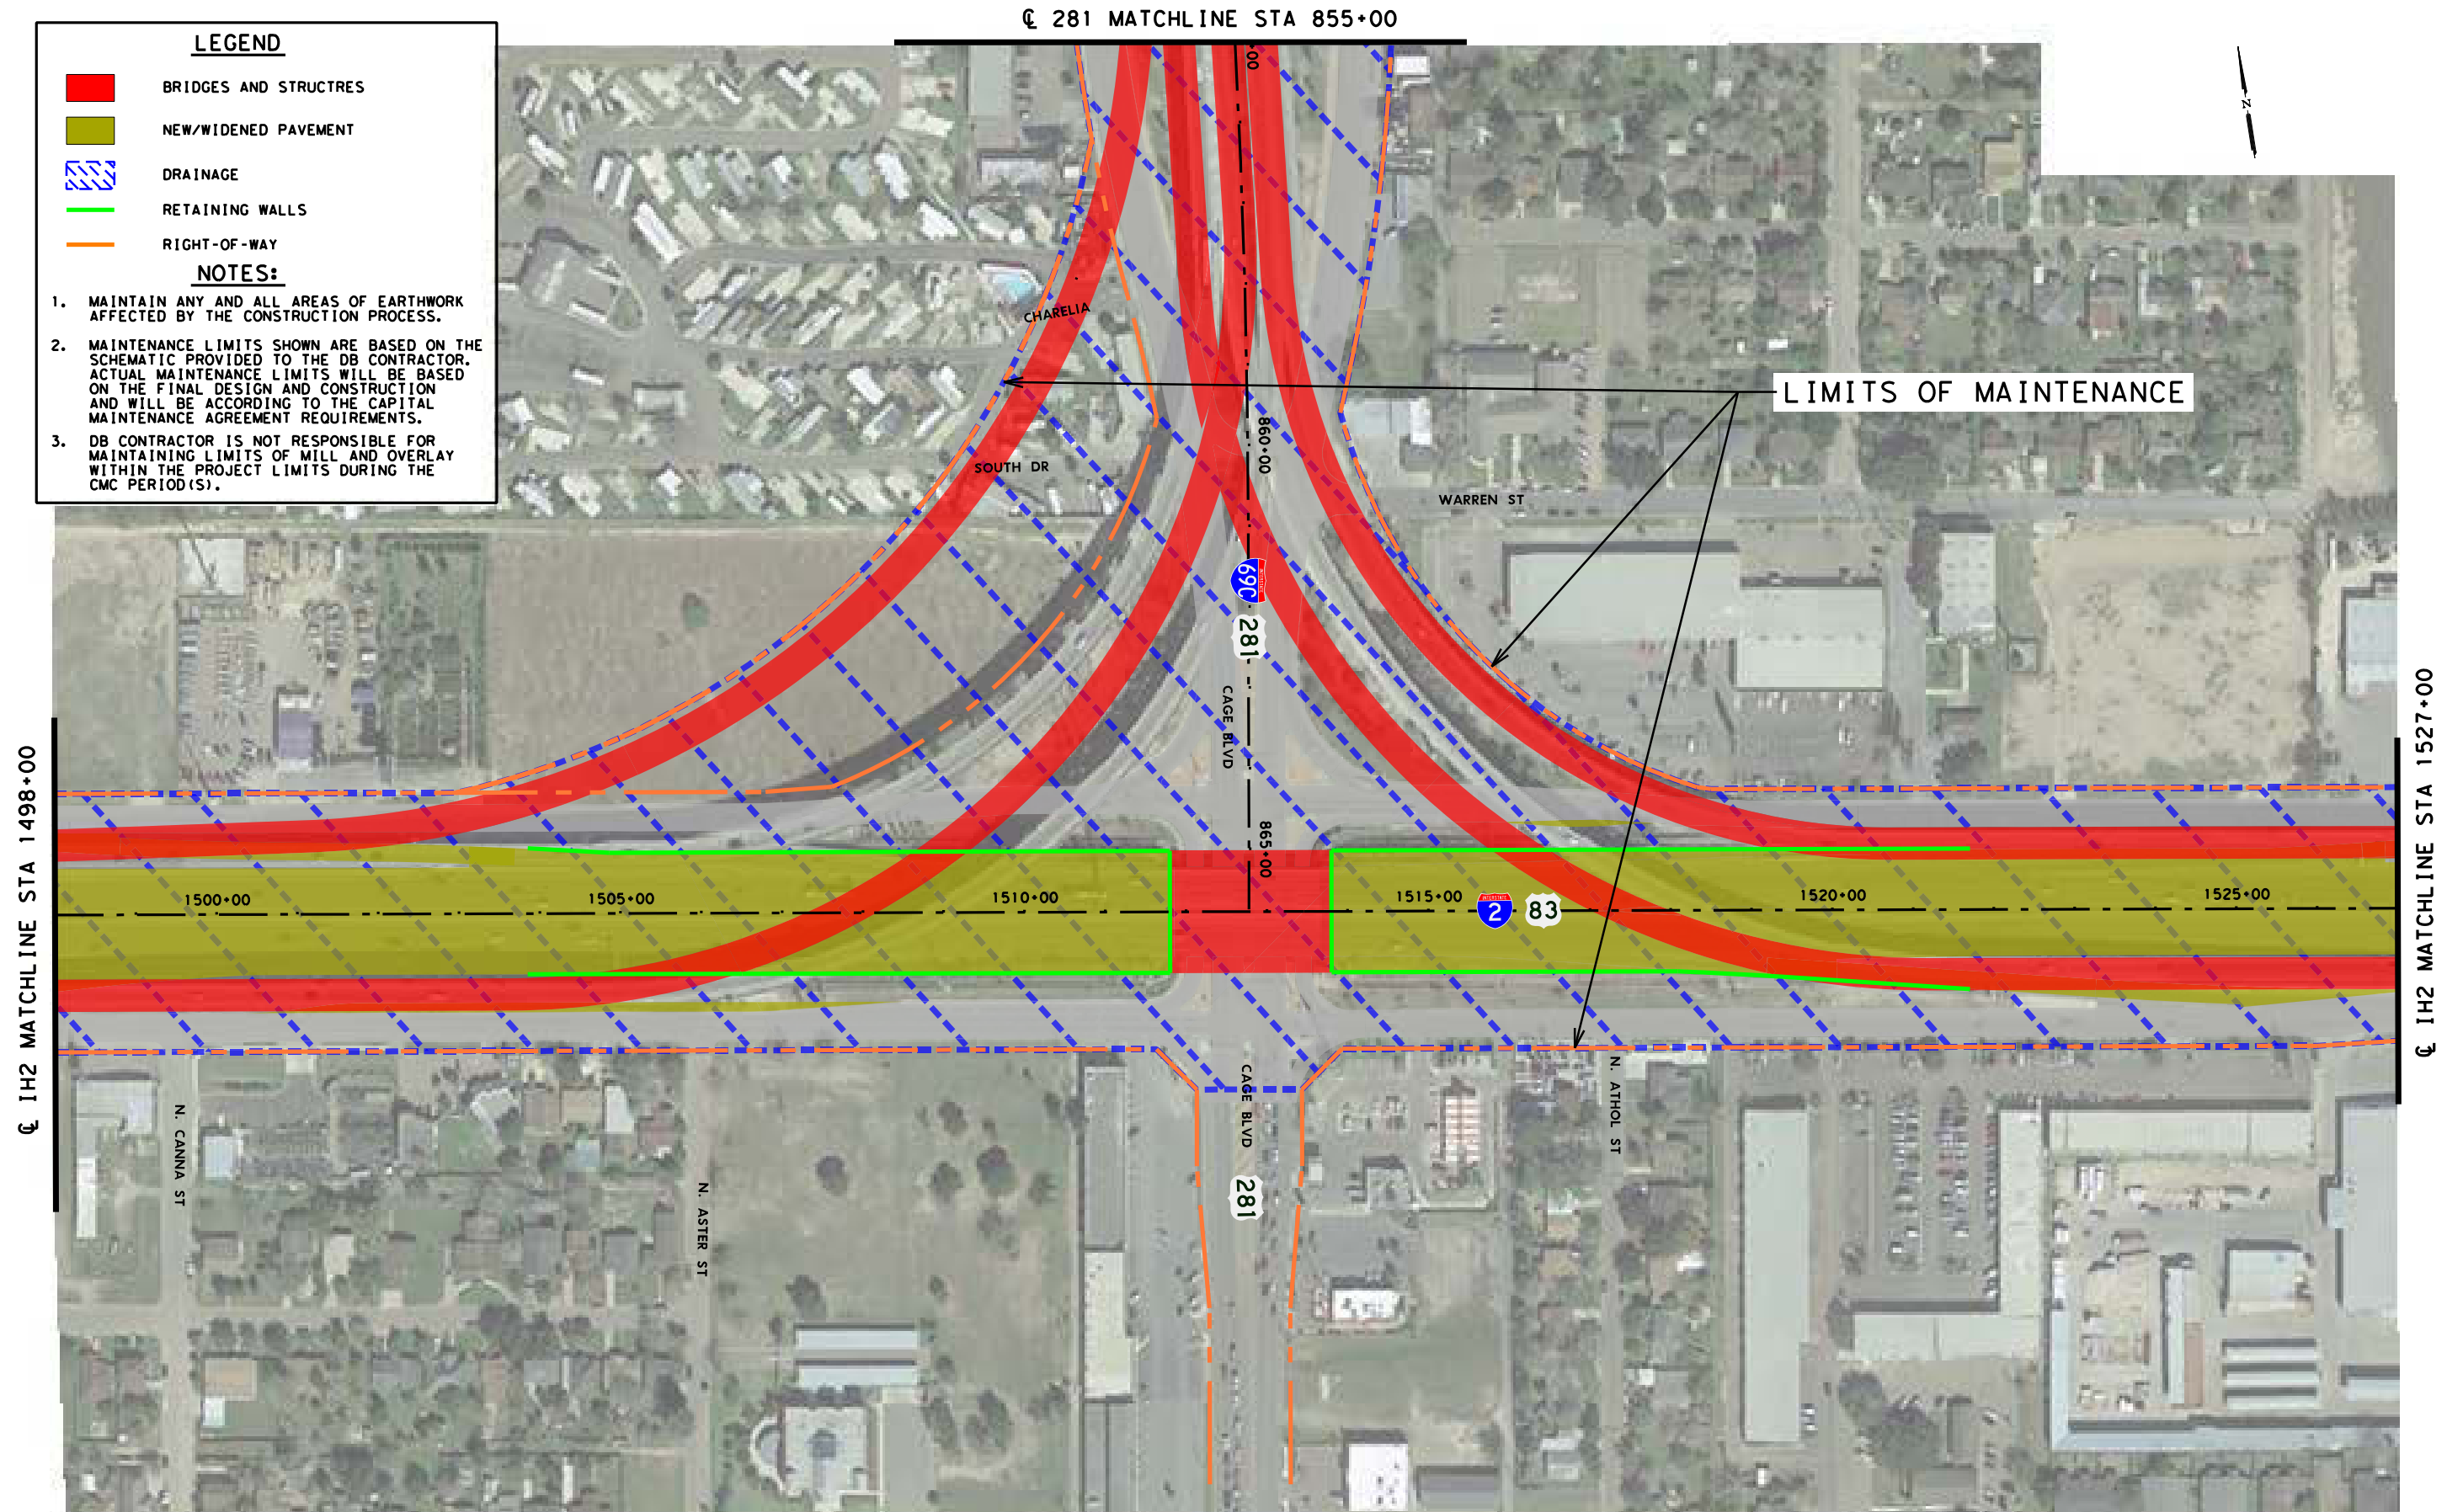 ℄ 281 MATCHLINE STA 855+00
LEGEND
BRIDGES AND STRUCTRES
NEW/WIDENED PAVEMENT
DRAINAGE
RETAINING WALLS
RIGHT-OF-WAY
NOTES:
1. MAINTAIN ANY AND ALL AREAS OF EARTHWORK
AFFECTED BY THE CONSTRUCTION PROCESS.
2. MAINTENANCE LIMITS SHOWN ARE BASED ON THE
SCHEMATIC PROVIDED TO THE DB CONTRACTOR.
ACTUAL MAINTENANCE LIMITS WILL BE BASED
ON THE FINAL DESIGN AND CONSTRUCTION
AND WILL BE ACCORDING TO THE CAPITAL
MAINTENANCE AGREEMENT REQUIREMENTS.
3. DB CONTRACTOR IS NOT RESPONSIBLE FOR
MAINTAINING LIMITS OF MILL AND OVERLAY
WITHIN THE PROJECT LIMITS DURING THE
CMC PERIOD(S).
00
N
CHARELIA
LIMITS OF MAINTENANCE
860+00
SOUTH DR
WARREN ST
69C
281
CAGE BLVD
865+00
℄ IH2 MATCHLINE STA 1498+00
1500+00
1505+00
1510+00
1515+00
2
83
1520+00
1525+00
℄ IH2 MATCHLINE STA 1527+00
N. CANNA ST
N. ASTER ST
CAGE BLVD
281
N. ATHOL ST